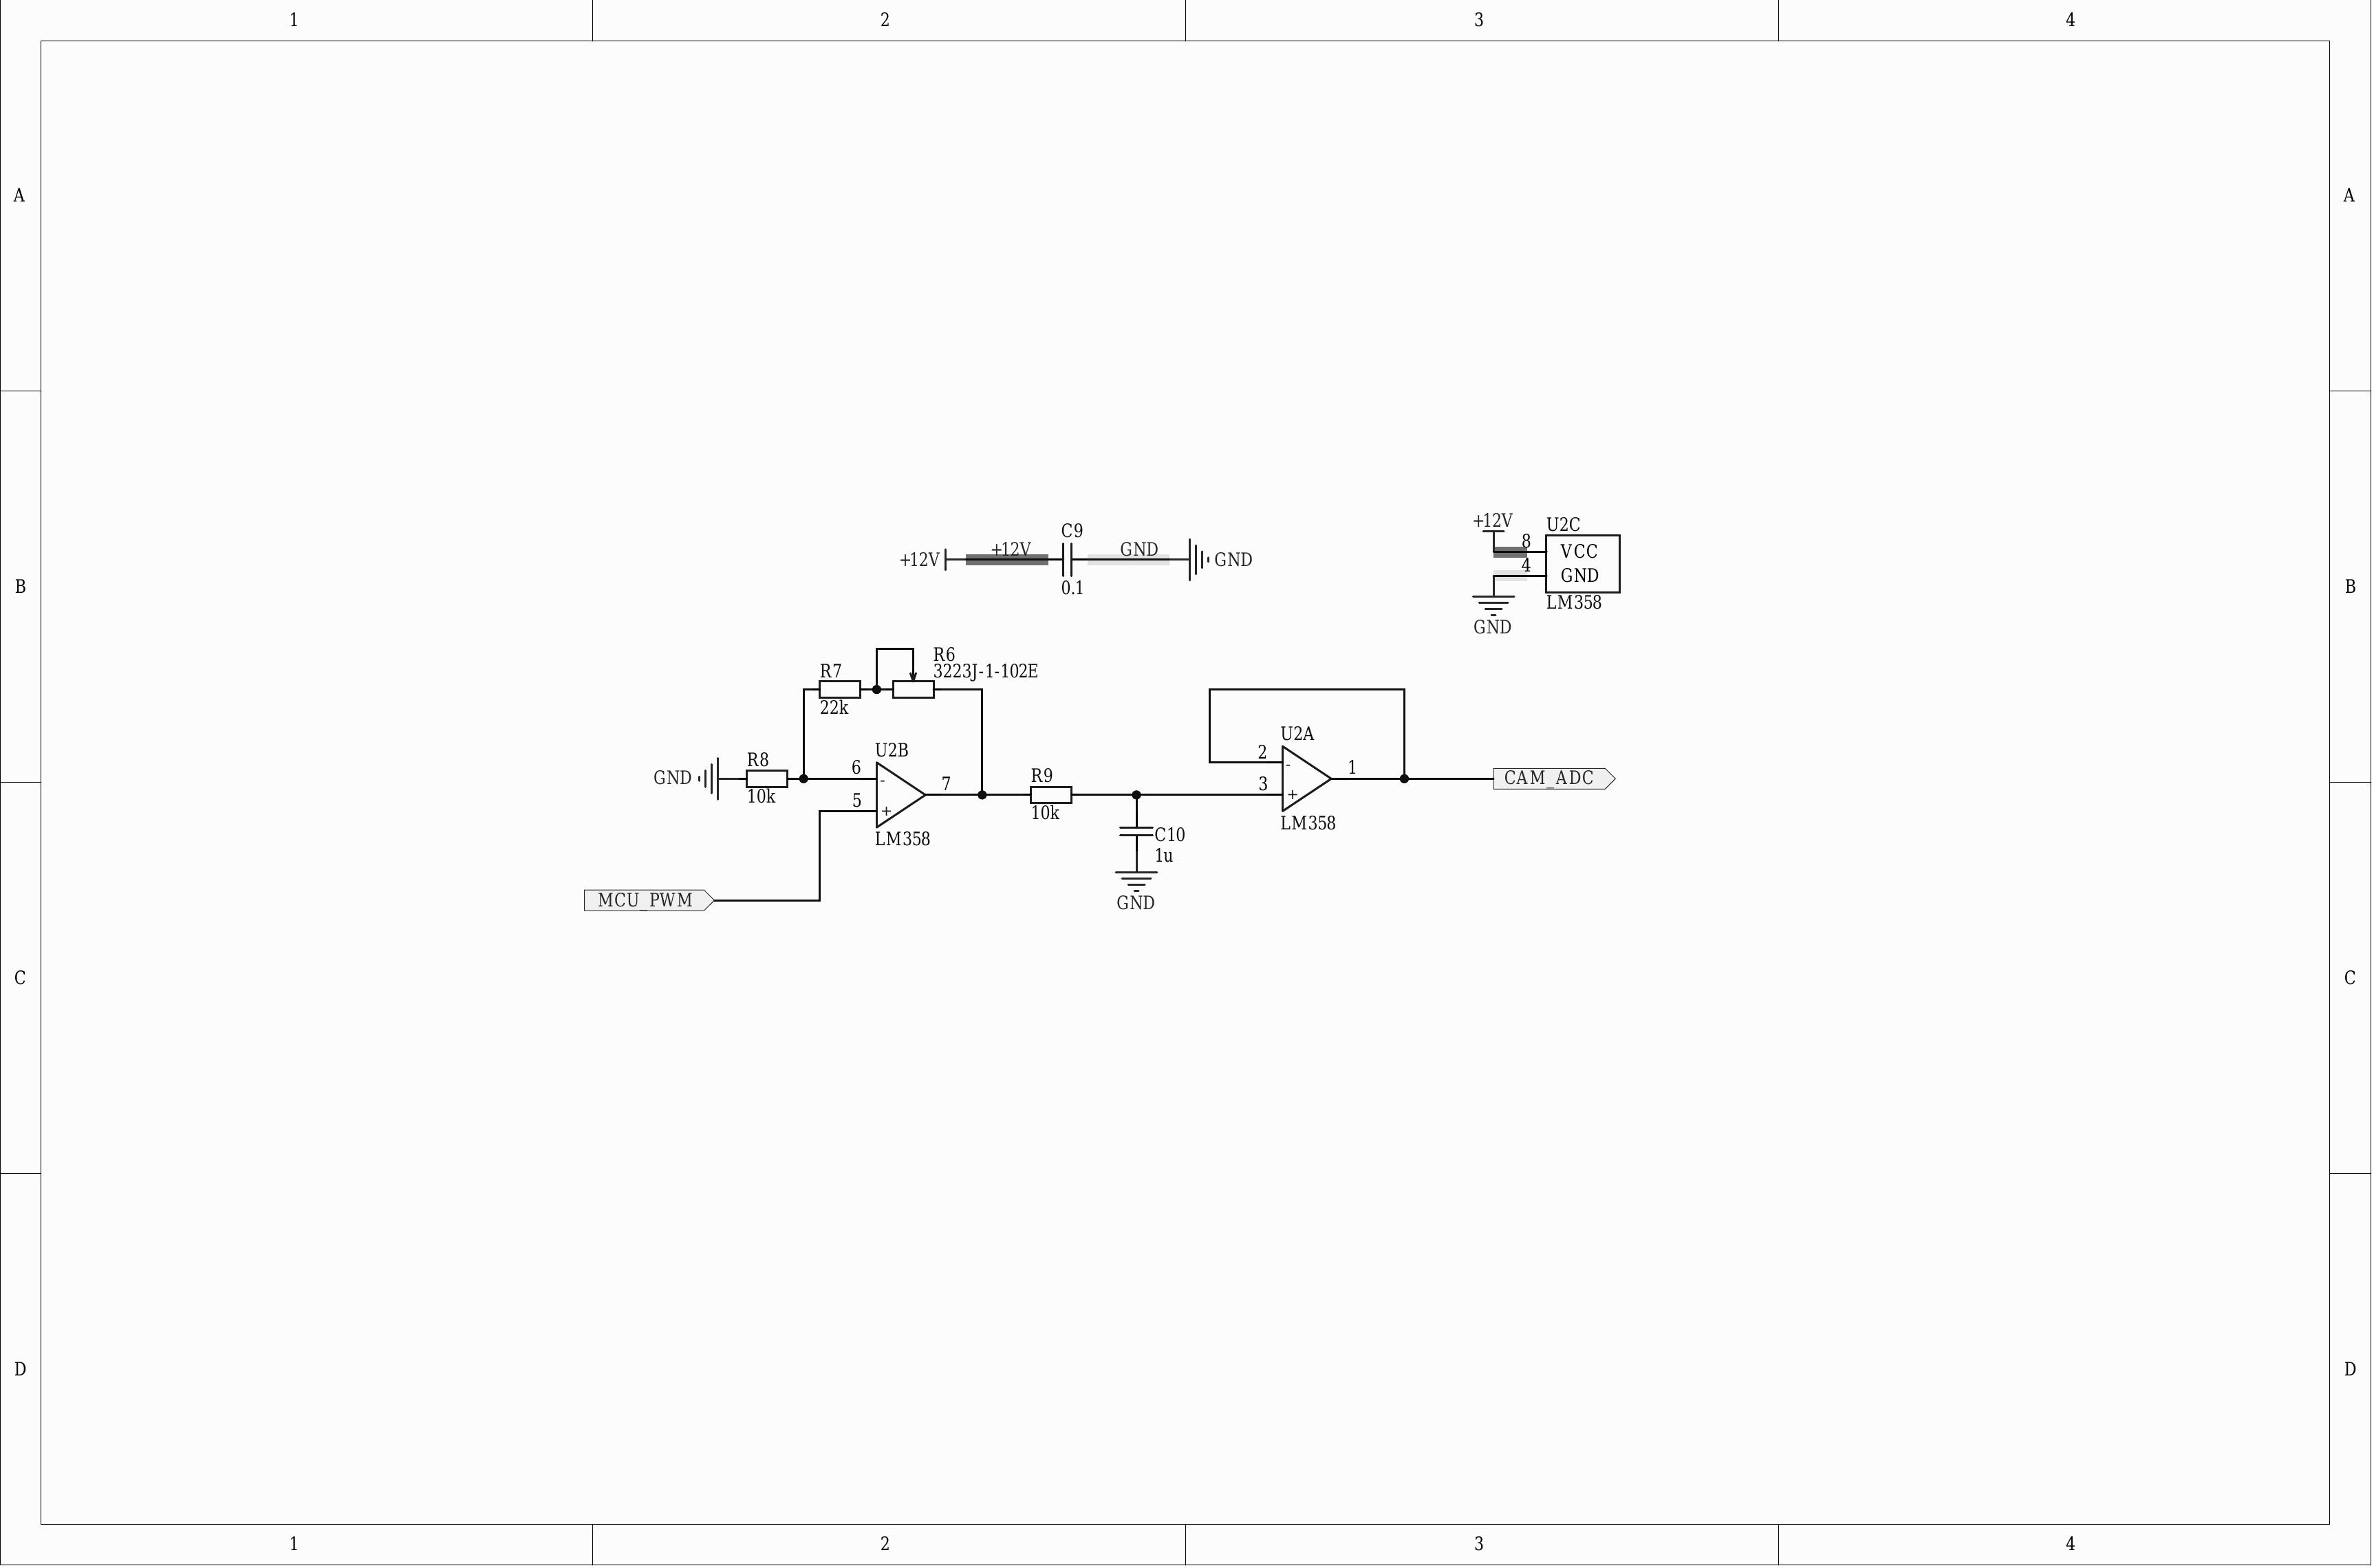 1 2 3 4
A A
+12V +12V C9 GND GND
0.1
+12V
8 U2C
VCC
4
GND
LM358
GND
B B
R6
R7 3223J-1-102E
22k
U2B
R8
GND 6 -
10k 5 +
7
LM358
R9
10k
U2A
2 -
1
3 +
LM358
CAM_ADC
C10
1u
GND
MCU_PWM
C C
D D
1 2 3 4